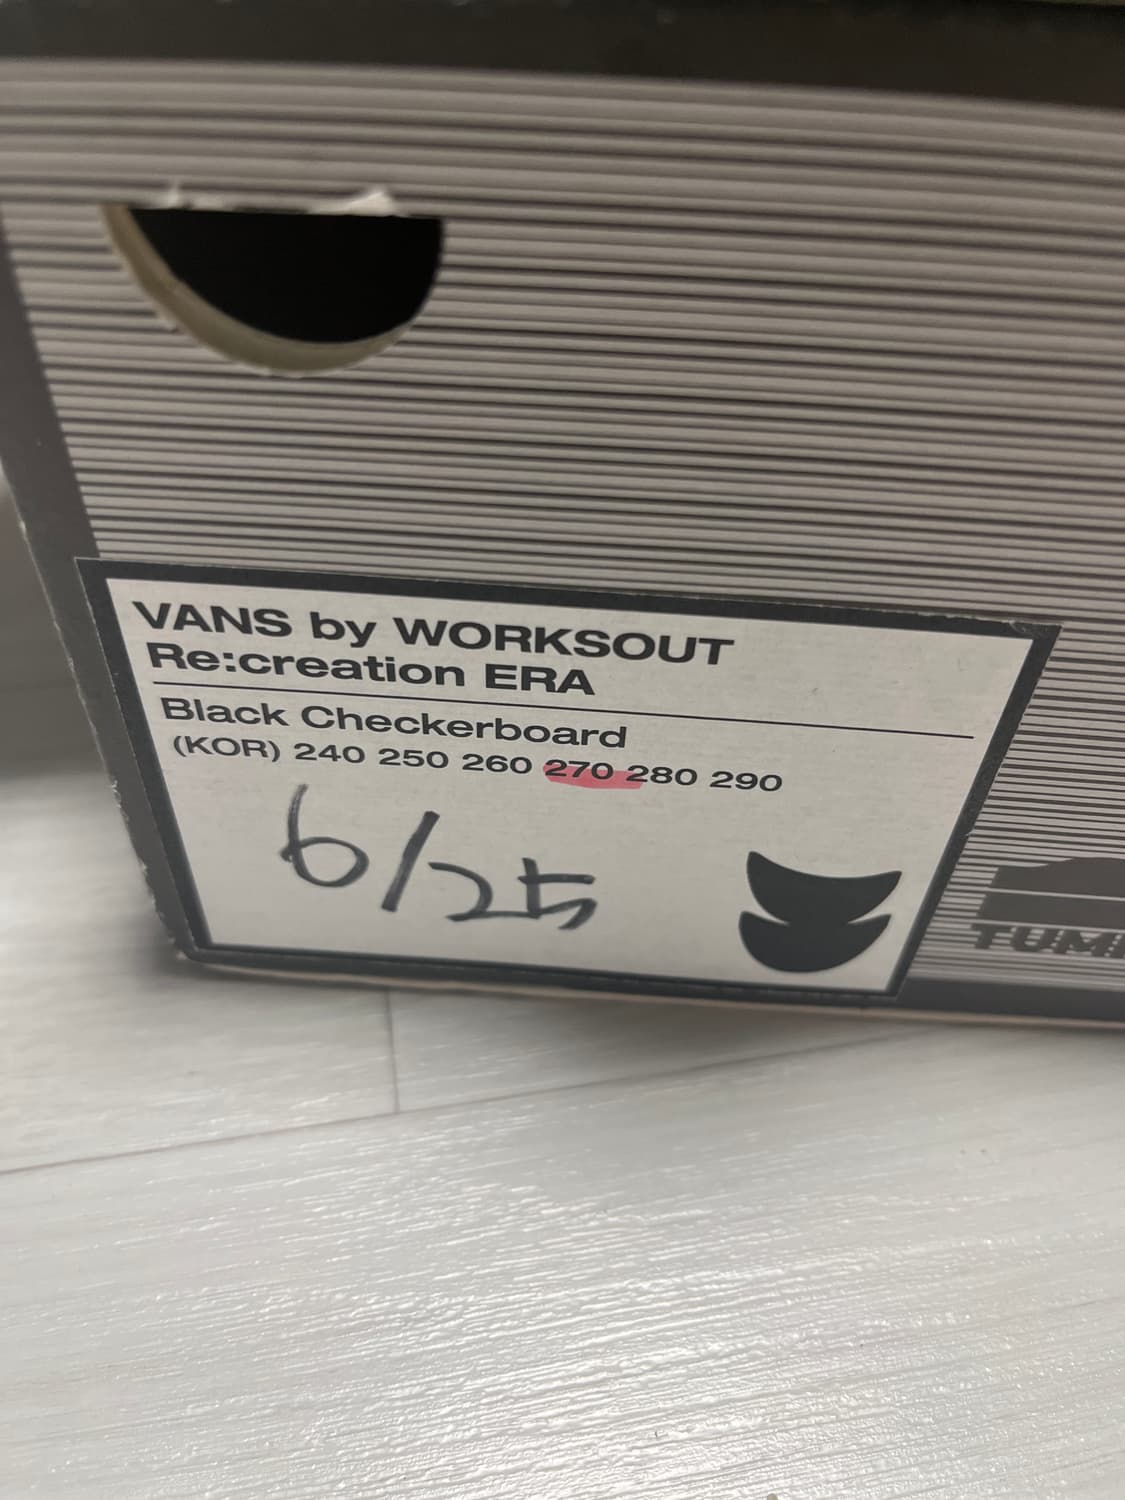 VANS by WORKSOUT
Re:creation ERA
Black Checkerboard
(KOR) 240 250 260 270 280 290
6/25